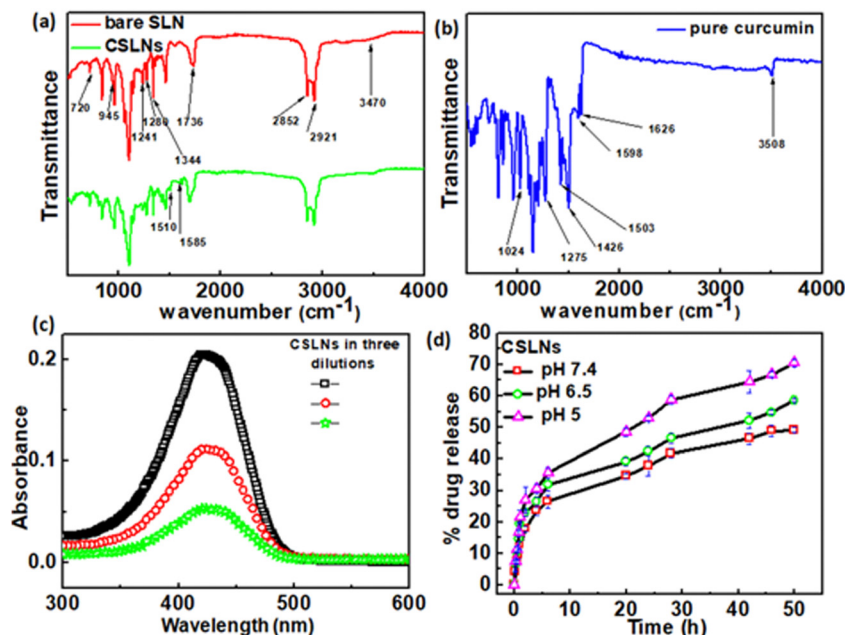 (a)
bare SLN
CSLNs
720
945
1241
1280
1344
1736
2852
2921
3470
1510
1585
Transmittance
1000 2000 3000 4000
wavenumber (cm-1)
(b)
pure curcumin
1024
1275
1426
1503
1598
1626
3508
Transmittance
1000 2000 3000 4000
wavenumber (cm-1)
(c)
CSLNs in three
dilutions
Absorbance
0.2
0.1
0.0
300 400 500 600
Wavelength (nm)
(d)
CSLNs
pH 7.4
pH 6.5
pH 5
% drug release
80
70
60
50
40
30
20
10
0
0 10 20 30 40 50
Time (h)